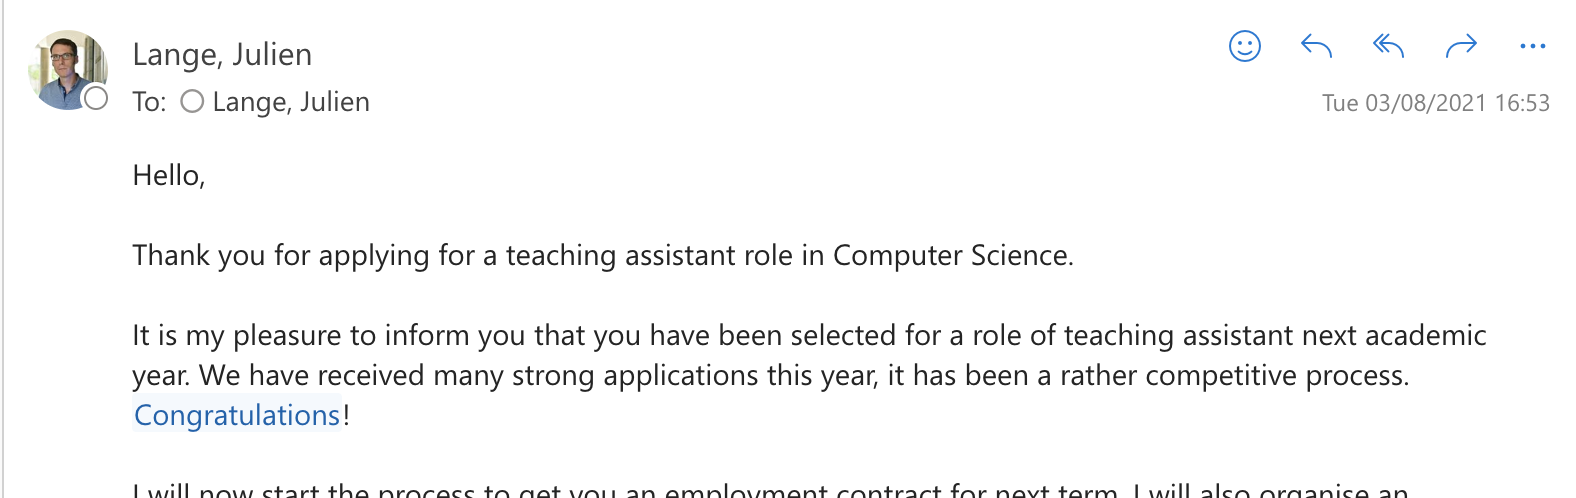 Lange, Julien
To: Lange, Julien
Tue 03/08/2021 16:53
Hello,
Thank you for applying for a teaching assistant role in Computer Science.
It is my pleasure to inform you that you have been selected for a role of teaching assistant next academic
year. We have received many strong applications this year, it has been a rather competitive process.
Congratulations!
I will now start the process to get you an employment contract for next term. I will also organise an